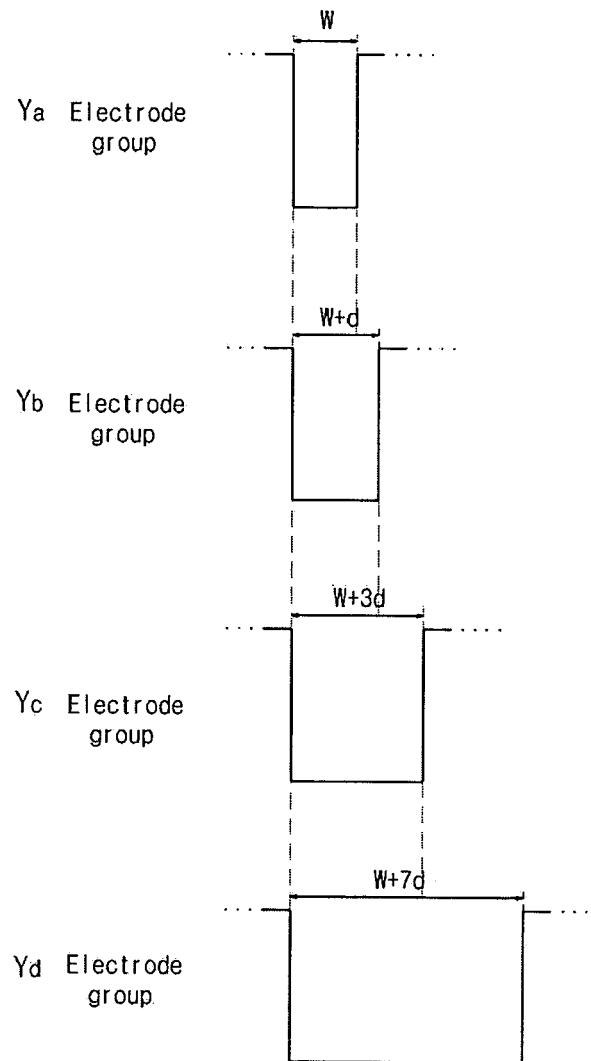 W
Ya Electrode
group
W+d
Yb Electrode
group
W+3d
Yc Electrode
group
W+7d
Yd Electrode
group